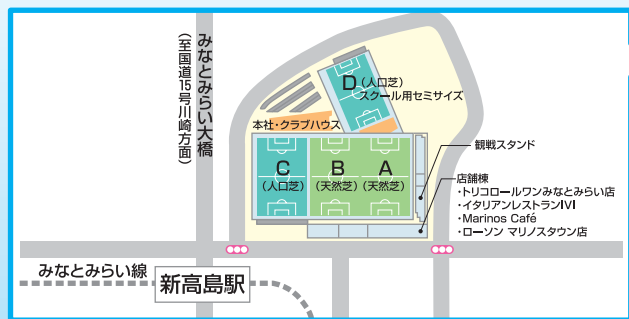 みなとみらい大橋
(至国道15号川崎方面)
D(人口芝)
スクール用セミサイズ
本社・クラブハウス
C
(人口芝)
B
(天然芝)
A
(天然芝)
観戦スタンド
店舗棟
・トリコロールワンみなとみらい店
・イタリアンレストランIVI
・Marinos Café
・ローソン マリノスタウン店
みなとみらい線
新高島駅